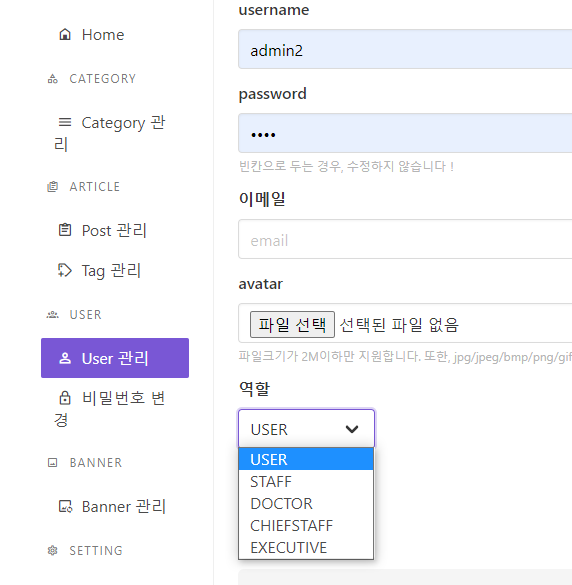 Home
CATEGORY
Category 관
리
ARTICLE
Post 관리
Tag 관리
USER
User 관리
비밀번호 변
경
BANNER
Banner 관리
SETTING
username
admin2
password
••••
빈칸으로 두는 경우, 수정하지 않습니다 !
이메일
email
avatar
파일 선택 선택된 파일 없음
파일크기가 2M이하만 지원합니다. 또한, jpg/jpeg/bmp/png/gif
역할
USER
USER
STAFF
DOCTOR
CHIEFSTAFF
EXECUTIVE